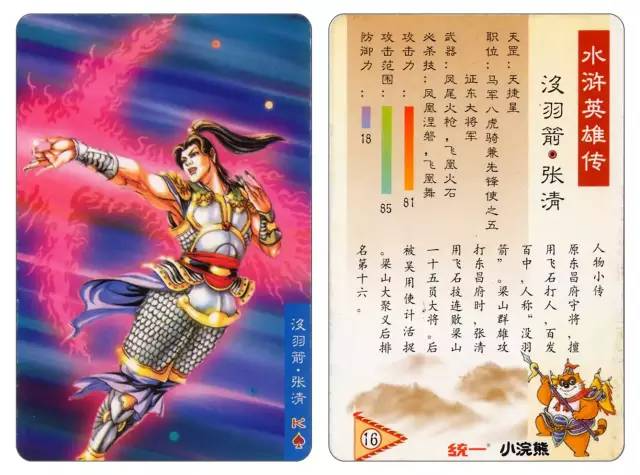 没羽箭·张清
K♠
水浒英雄传
没羽箭•张清
天罡：天捷星
职位：马军八虎骑兼先锋使之五
证东大将军
武器：凤尾火枪，飞凰火石
必杀技：凤凰涅磐，飞凰舞
攻击力：81
攻击范围：85
防御力：18
人物小传
原东昌府守将，擅
用飞石打人，百发
百中，人称“没羽
箭”。梁山群雄攻
打东昌府时，张清
用飞石技连败梁山
一十五员大将。后
被吴用使计活捉
。梁山大聚义后排
名第十六。
16
统一 小浣熊